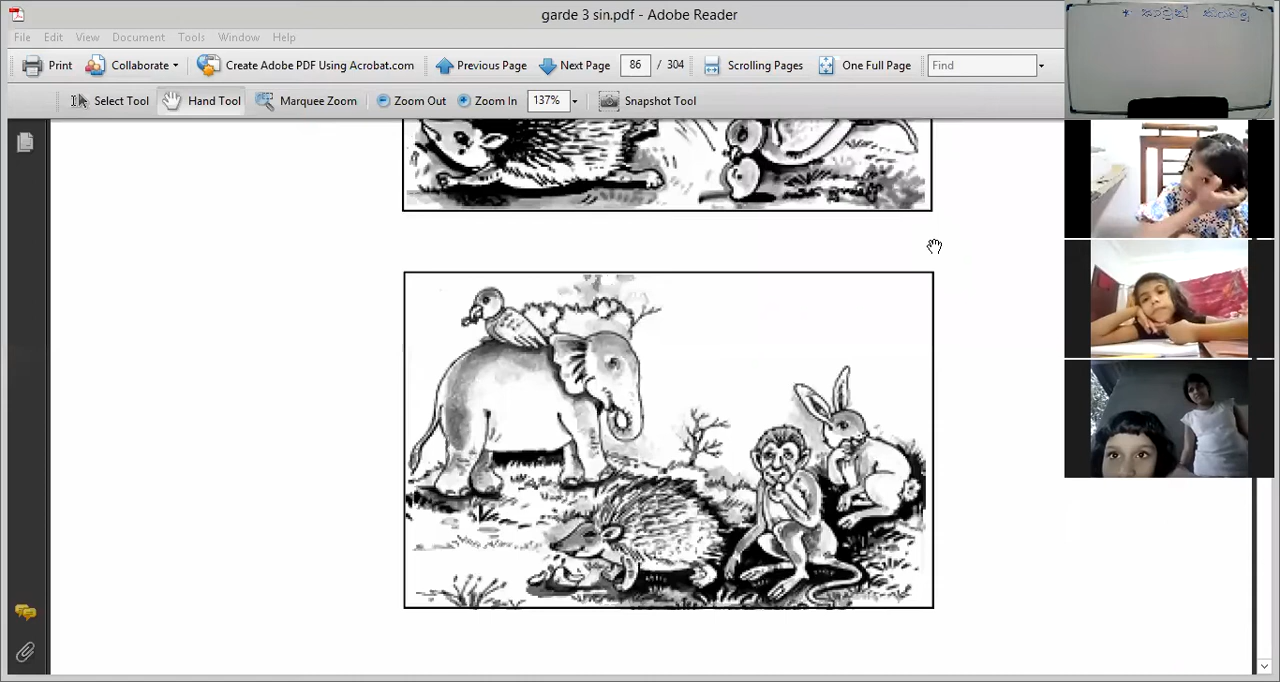 garde 3 sin.pdf - Adobe Reader
File Edit View Document Tools Window Help
Print Collaborate Create Adobe PDF Using Acrobat.com Previous Page 86 / 304 Next Page Scrolling Pages One Full Page Find
Select Tool Hand Tool Marquee Zoom Zoom Out Zoom In 137% Snapshot Tool